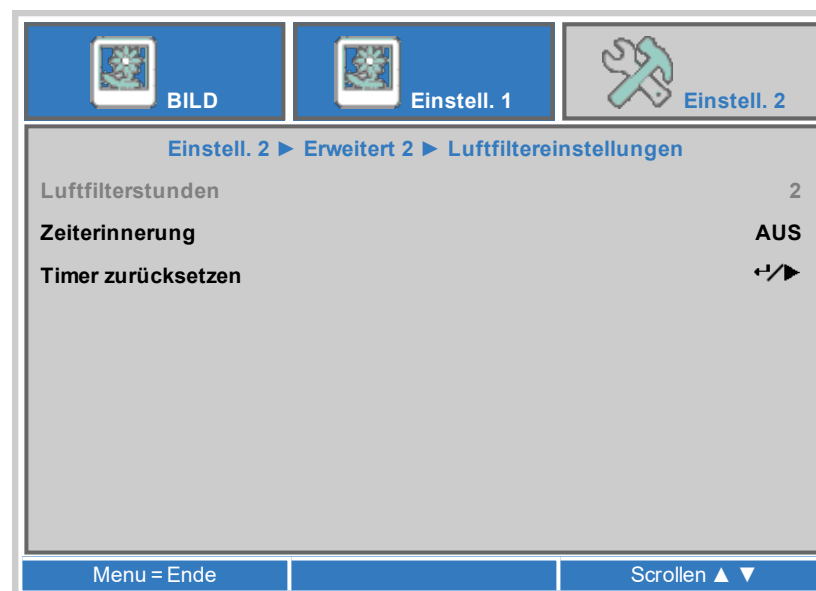 BILD
Einstell. 1
Einstell. 2
Einstell. 2 ► Erweitert 2 ► Luftfiltereinstellungen
Luftfilterstunden 2
Zeiterinnerung AUS
Timer zurücksetzen ↵/►
Menu = Ende
Scrollen ▲ ▼